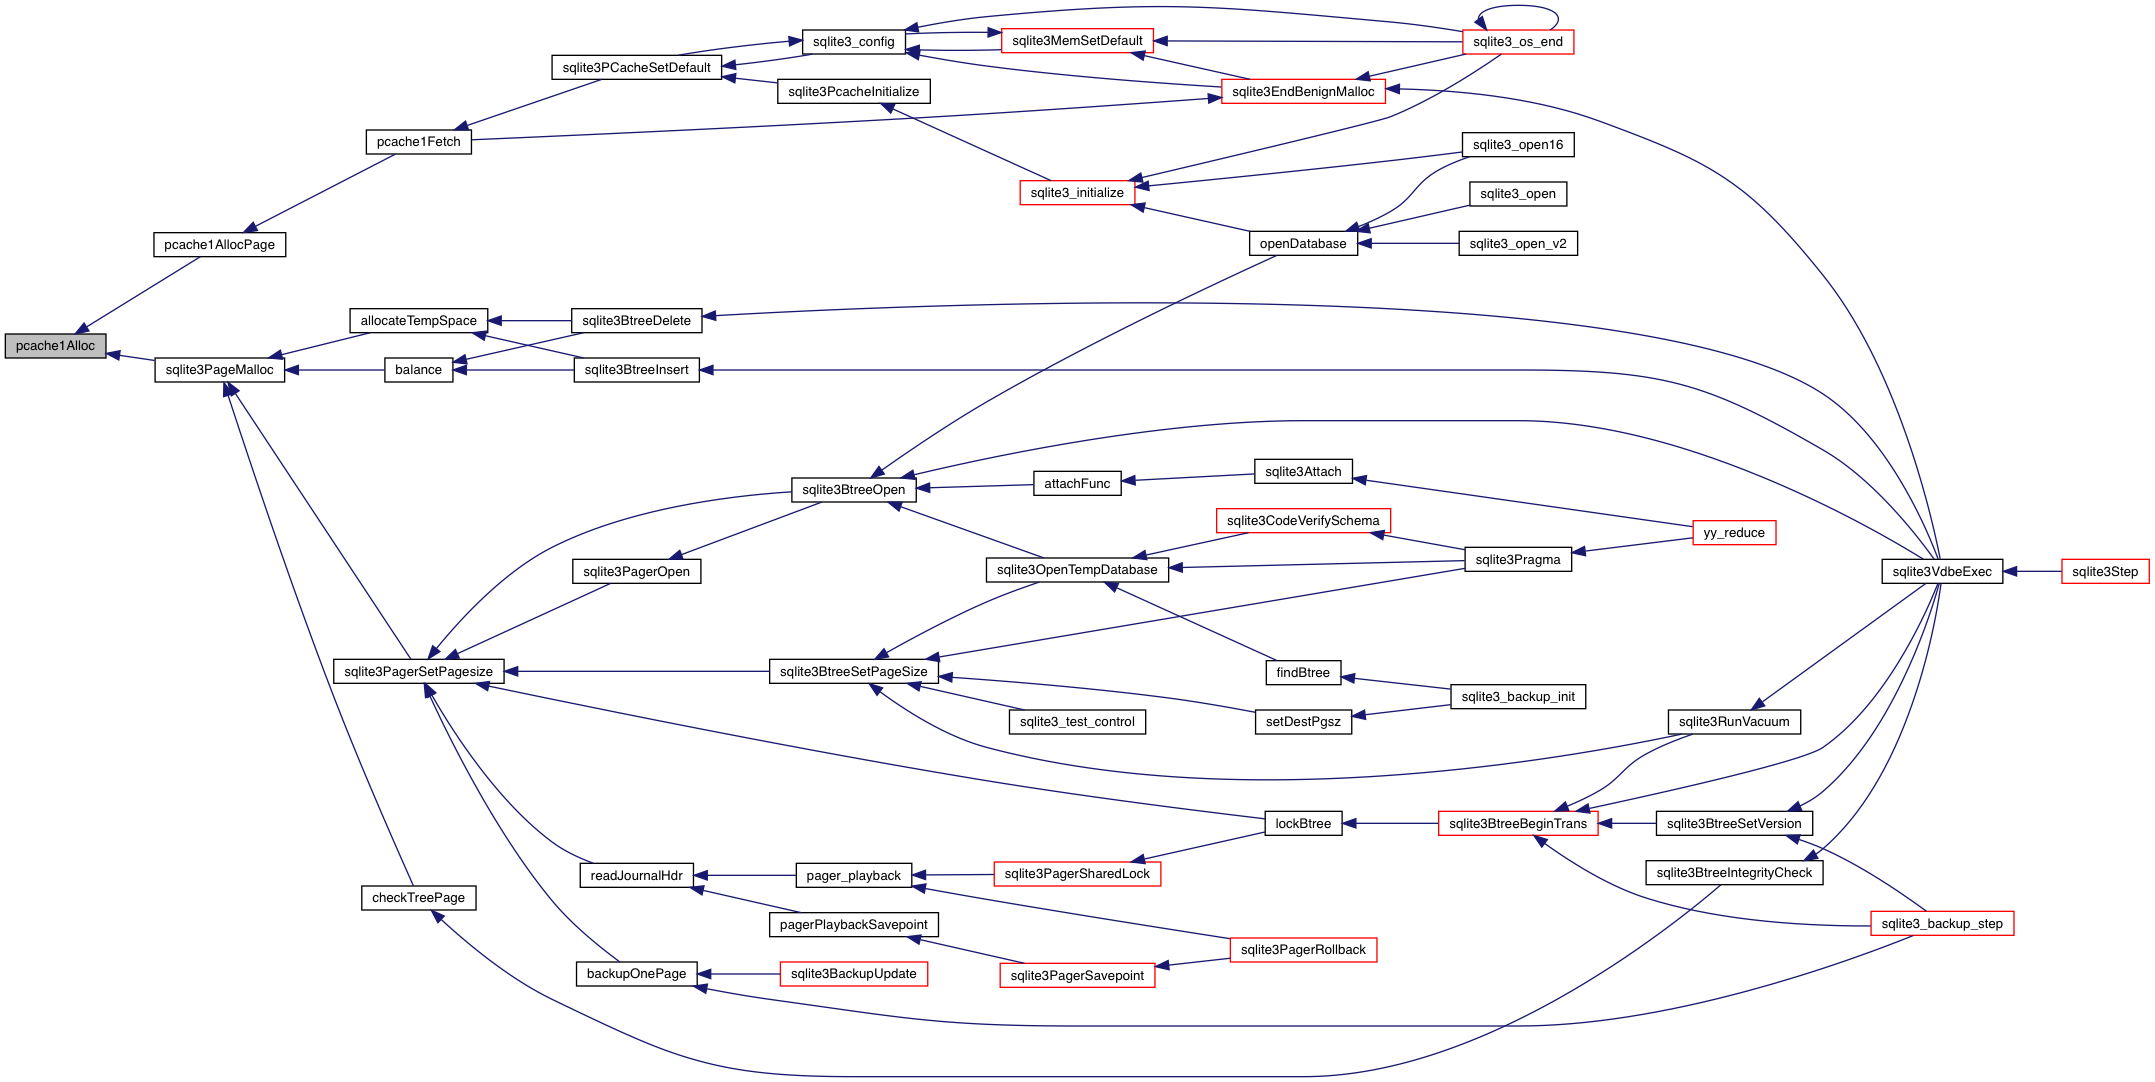 pcache1Alloc
pcache1AllocPage
sqlite3PageMalloc
pcache1Fetch
allocateTempSpace
balance
sqlite3PagerSetPagesize
checkTreePage
sqlite3PCacheSetDefault
sqlite3BtreeDelete
sqlite3BtreeInsert
sqlite3PagerOpen
readJournalHdr
backupOnePage
sqlite3_config
sqlite3PcacheInitialize
sqlite3BtreeOpen
sqlite3BtreeSetPageSize
pager_playback
pagerPlaybackSavepoint
sqlite3BackupUpdate
sqlite3MemSetDefault
sqlite3_initialize
attachFunc
sqlite3OpenTempDatabase
sqlite3_test_control
sqlite3PagerSharedLock
sqlite3PagerSavepoint
sqlite3EndBenignMalloc
openDatabase
sqlite3Attach
sqlite3CodeVerifySchema
findBtree
setDestPgsz
lockBtree
sqlite3PagerRollback
sqlite3_os_end
sqlite3_open16
sqlite3_open
sqlite3_open_v2
sqlite3Pragma
sqlite3_backup_init
sqlite3BtreeBeginTrans
yy_reduce
sqlite3RunVacuum
sqlite3BtreeSetVersion
sqlite3BtreeIntegrityCheck
sqlite3VdbeExec
sqlite3_backup_step
sqlite3Step